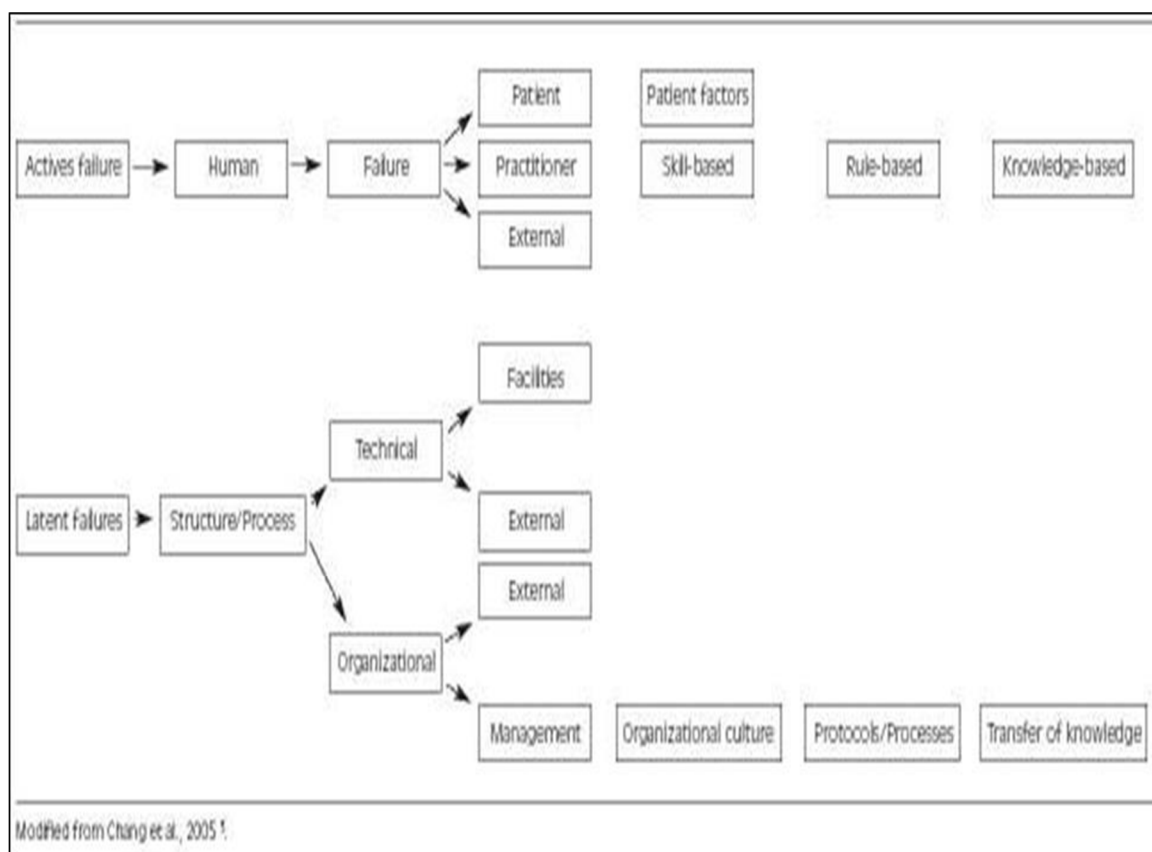 Patient Patient factors
Actives failure Human Failure Practitioner Skill-based Rule-based Knowledge-based
External
Facilities
Technical
Latent failures Structure/Process External
External
Organizational
Management Organizational culture Protocols/Processes Transfer of knowledge
Modified from Chang et al., 2005